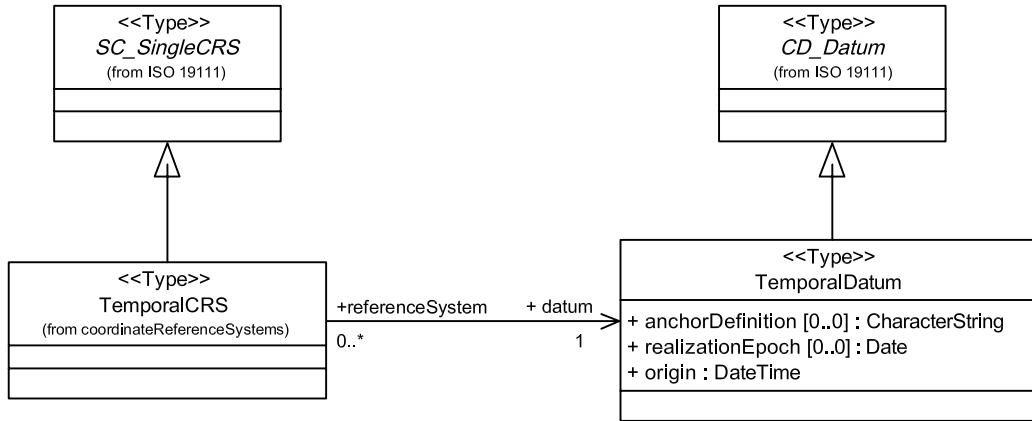 <<Type>>
SC_SingleCRS
(from ISO 19111)
<<Type>>
CD_Datum
(from ISO 19111)
<<Type>>
TemporalCRS
(from coordinateReferenceSystems)
+referenceSystem
0..*
+ datum
1
<<Type>>
TemporalDatum
+ anchorDefinition [0..0] : CharacterString
+ realizationEpoch [0..0] : Date
+ origin : DateTime